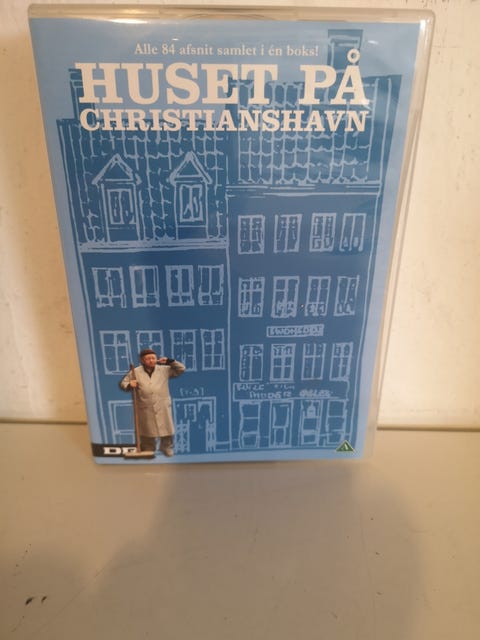 Alle 84 afsnit samlet i én boks!
HUSET PÅ
CHRISTIANSHAVN
DR
A